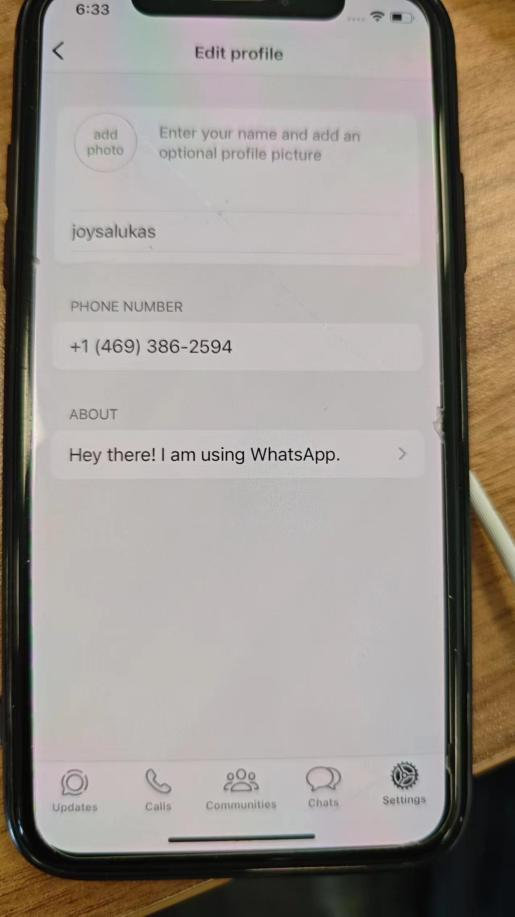 6:33
Edit profile
add
photo
Enter your name and add an
optional profile picture
joysalukas
PHONE NUMBER
+1 (469) 386-2594
ABOUT
Hey there! I am using WhatsApp.
Updates
Calls
Communities
Chats
Settings